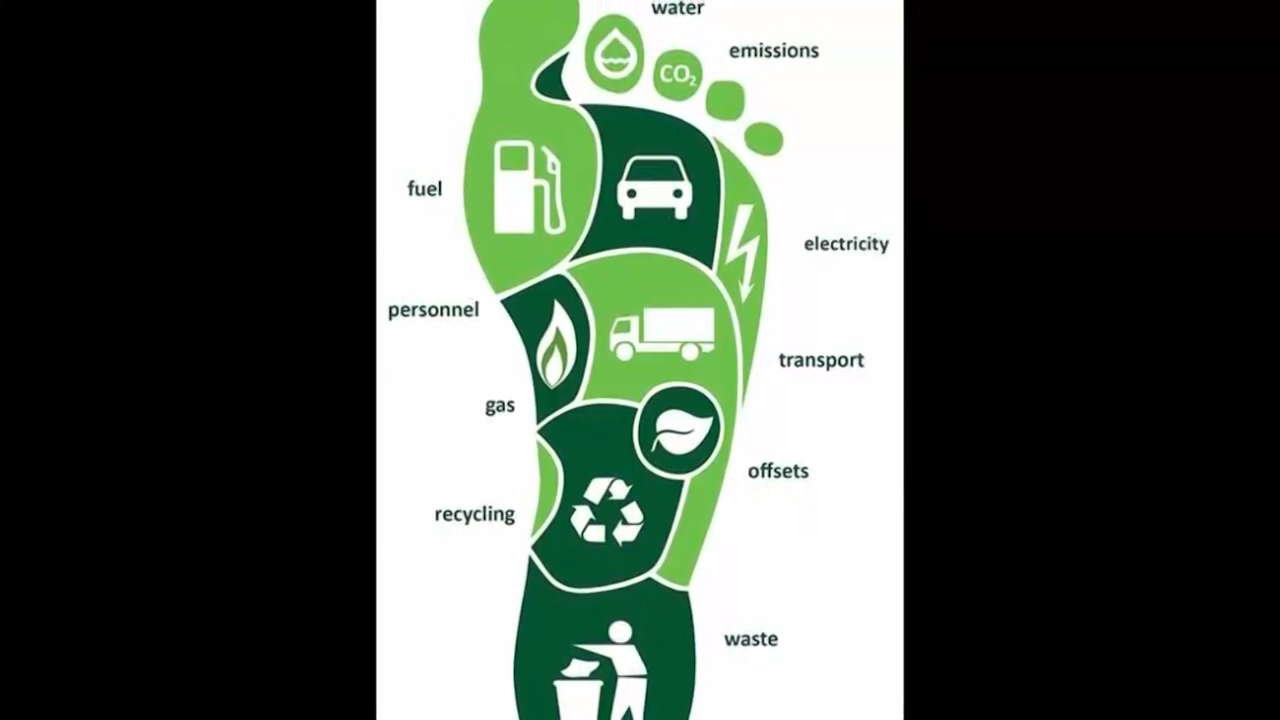 water
emissions
CO₂
fuel
electricity
personnel
transport
gas
offsets
recycling
waste